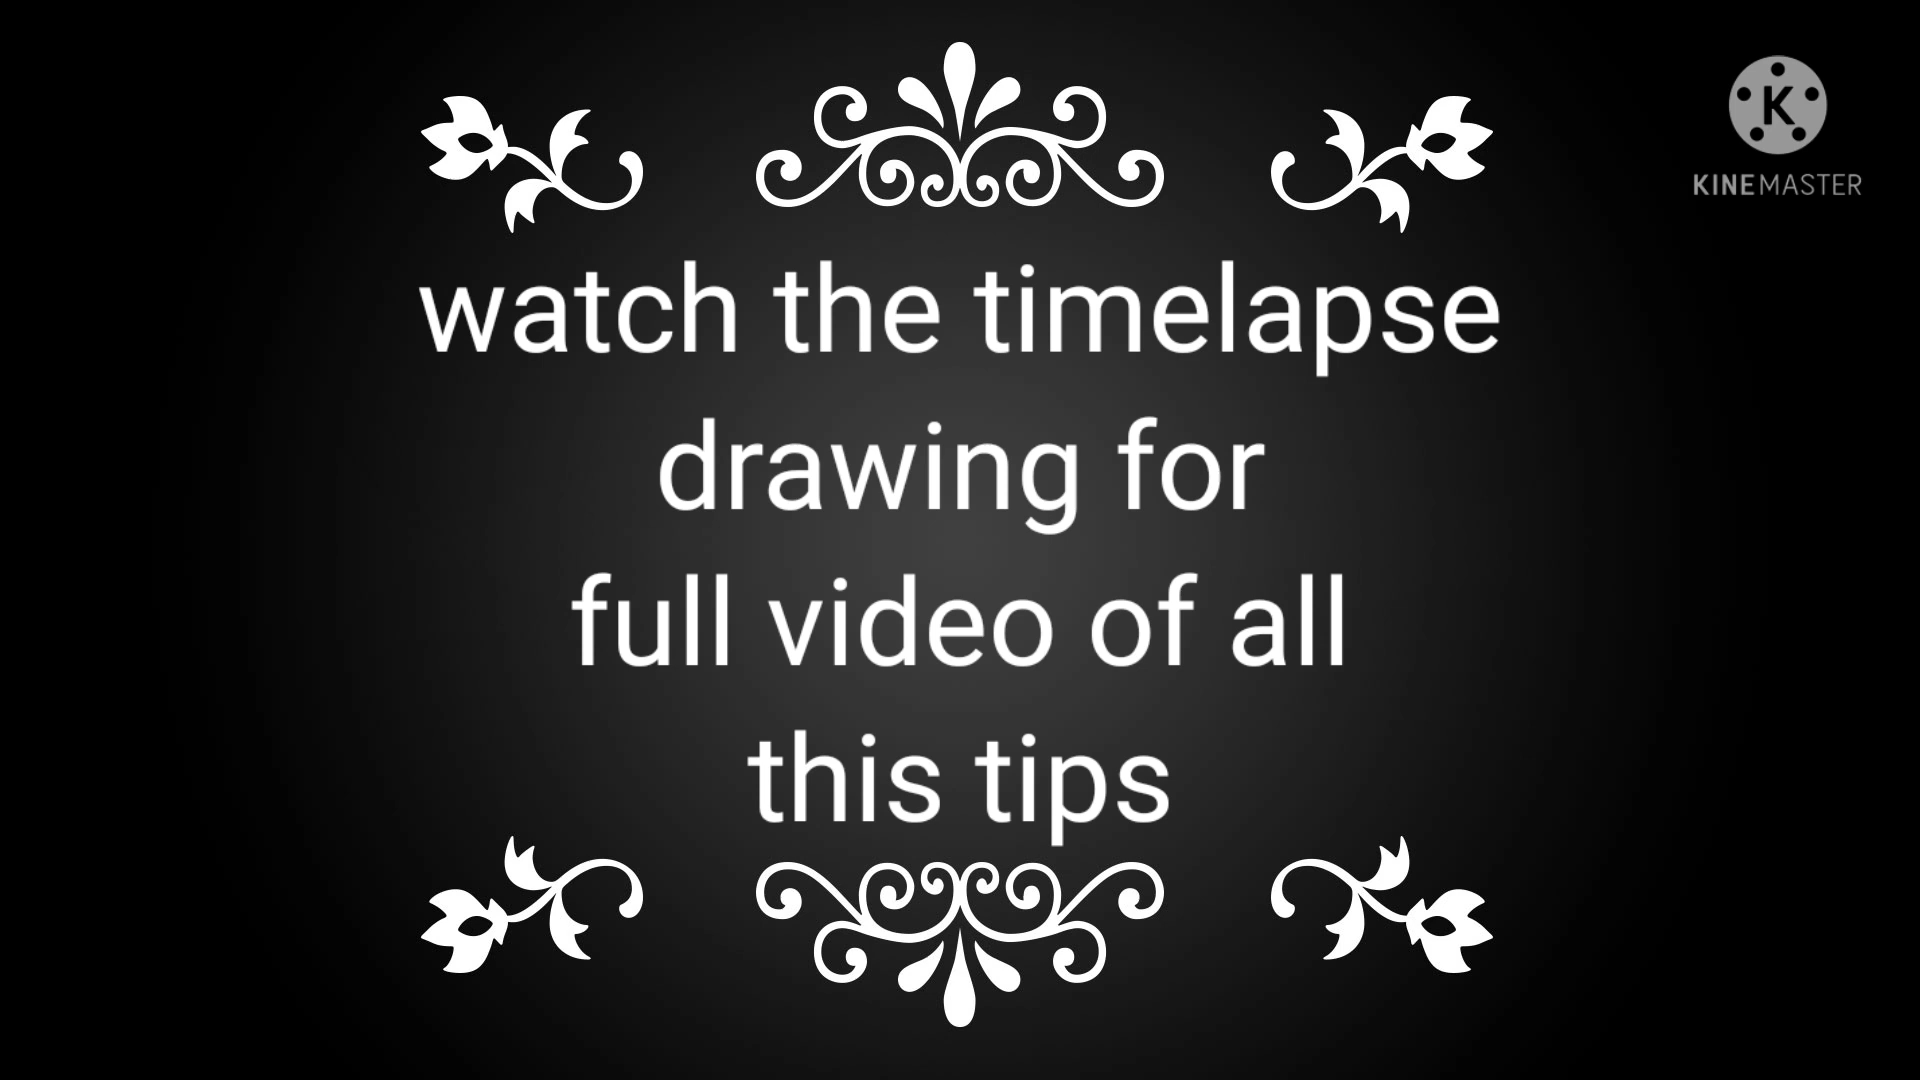 K
KINEMASTER
watch the timelapse
drawing for
full video of all
this tips